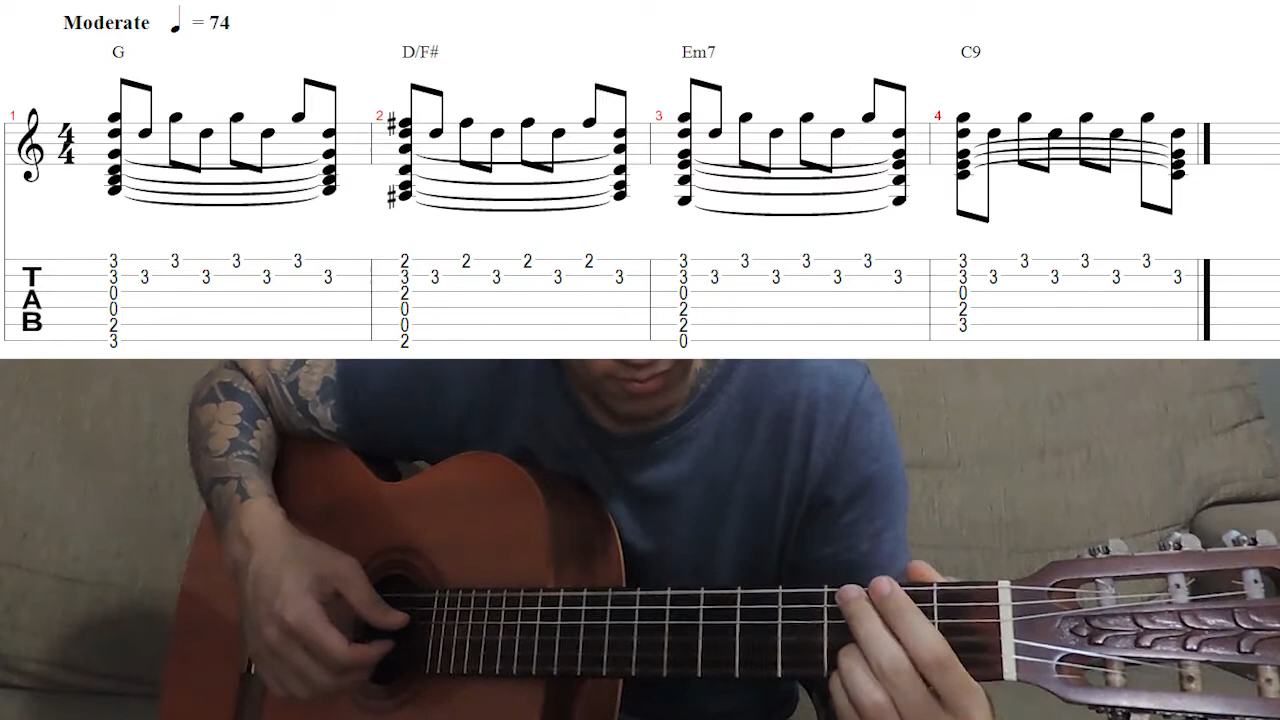 Moderate ♩ = 74
G D/F# Em7 C9
1 2 3 4
4
4
3 3 3 3 2 2 2 2 3 3 3 3 3 3 3 3
T 3 3 3 3 3 3 3 3 3 3 3 3 3 3 3 3 3 3 3 3
A 0 2 0 0
B 0 0 2 2
2 0 2 3
3 2 0